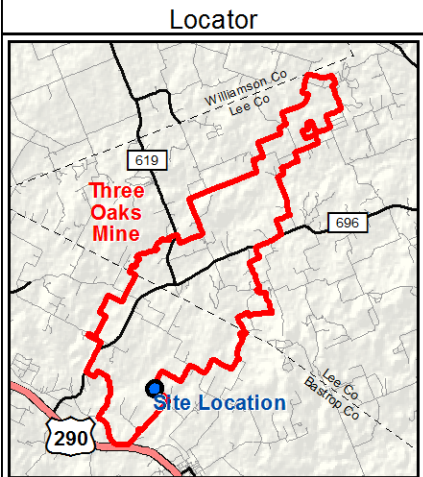 Locator
Williamson Co
Lee Co
619
Three
Oaks
Mine
696
Lee Co
Bastrop Co
Site Location
290